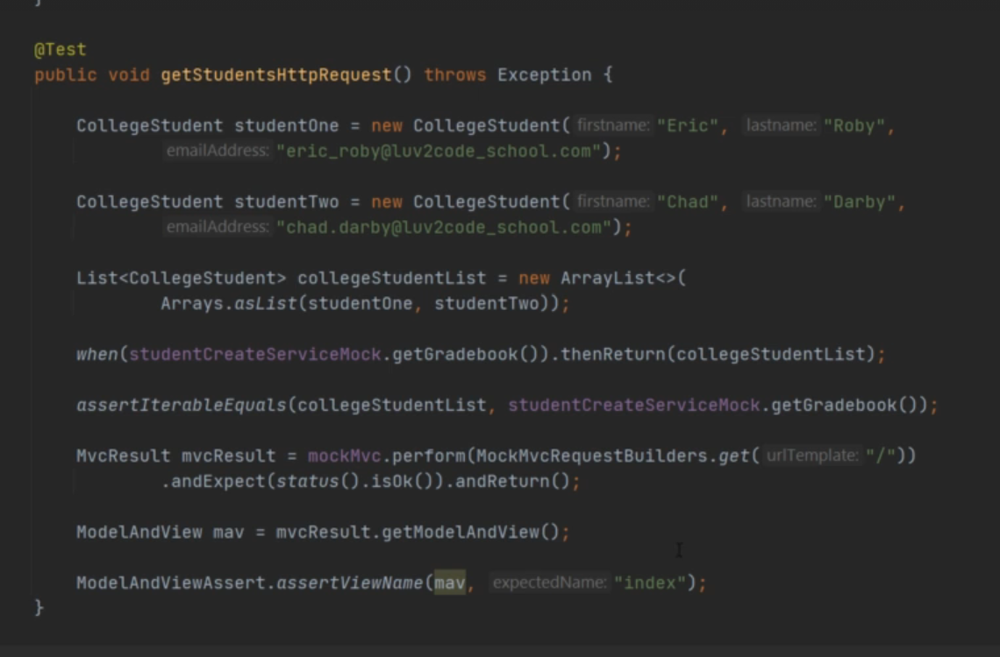 }
@Test
public void getStudentsHttpRequest() throws Exception {
CollegeStudent studentOne = new CollegeStudent( firstname: "Eric", lastname: "Roby",
emailAddress: "eric_roby@luv2code_school.com");
CollegeStudent studentTwo = new CollegeStudent( firstname: "Chad", lastname: "Darby",
emailAddress: "chad.darby@luv2code_school.com");
List<CollegeStudent> collegeStudentList = new ArrayList<>(
Arrays.asList(studentOne, studentTwo));
when(studentCreateServiceMock.getGradebook()).thenReturn(collegeStudentList);
assertIterableEquals(collegeStudentList, studentCreateServiceMock.getGradebook());
MvcResult mvcResult = mockMvc.perform(MockMvcRequestBuilders.get( urlTemplate: "/"))
.andExpect(status().isOk()).andReturn();
ModelAndView mav = mvcResult.getModelAndView();
ModelAndViewAssert.assertViewName(mav, expectedName: "index");
}